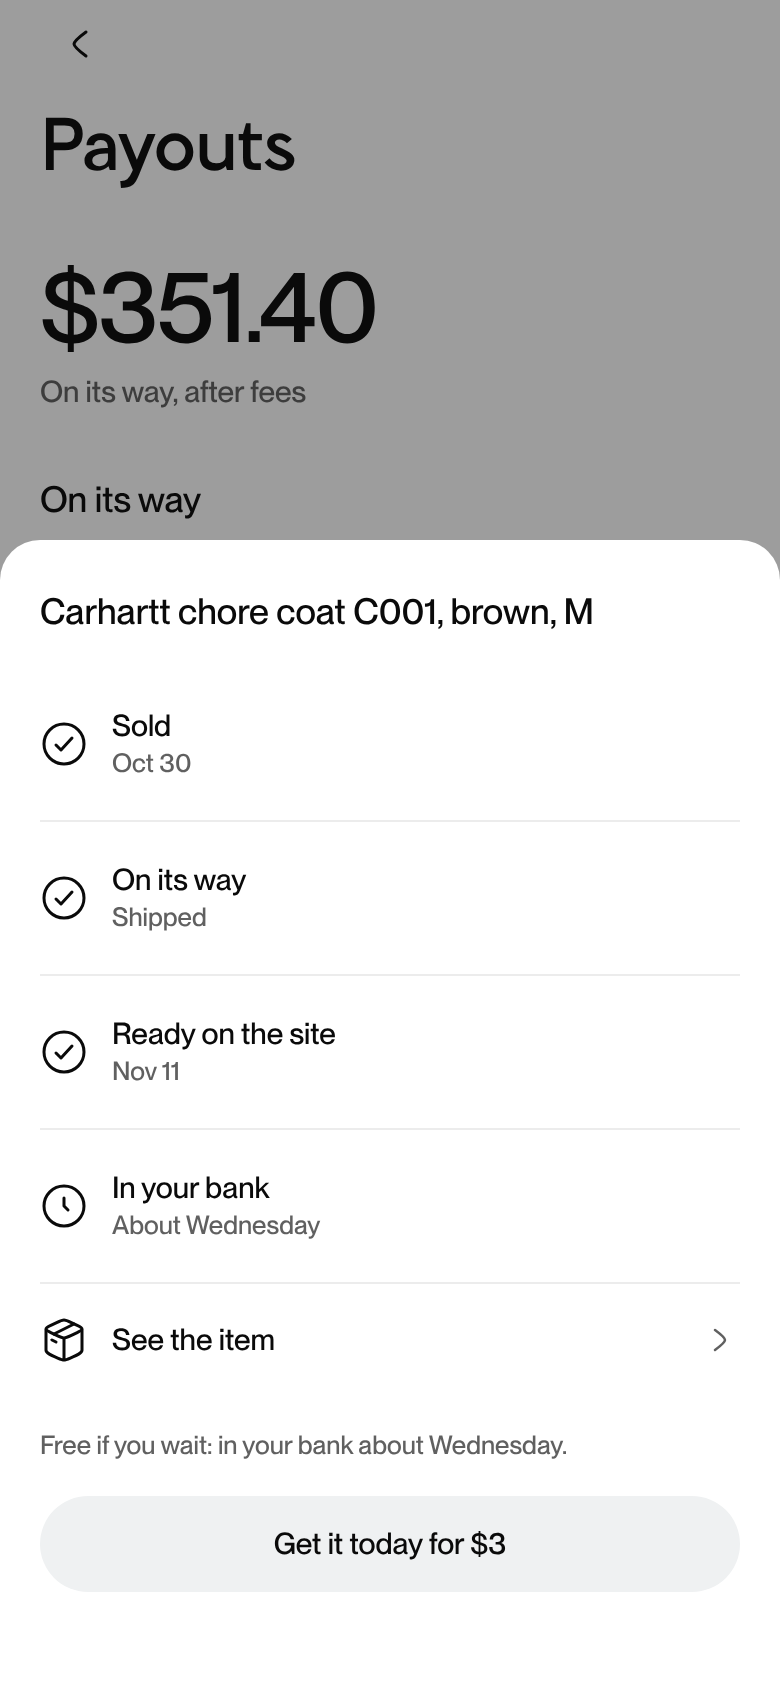 Payouts
$351.40
On its way, after fees
On its way
Carhartt chore coat C001, brown, M
Sold
Oct 30
On its way
Shipped
Ready on the site
Nov 11
In your bank
About Wednesday
See the item
Free if you wait: in your bank about Wednesday.
Get it today for $3